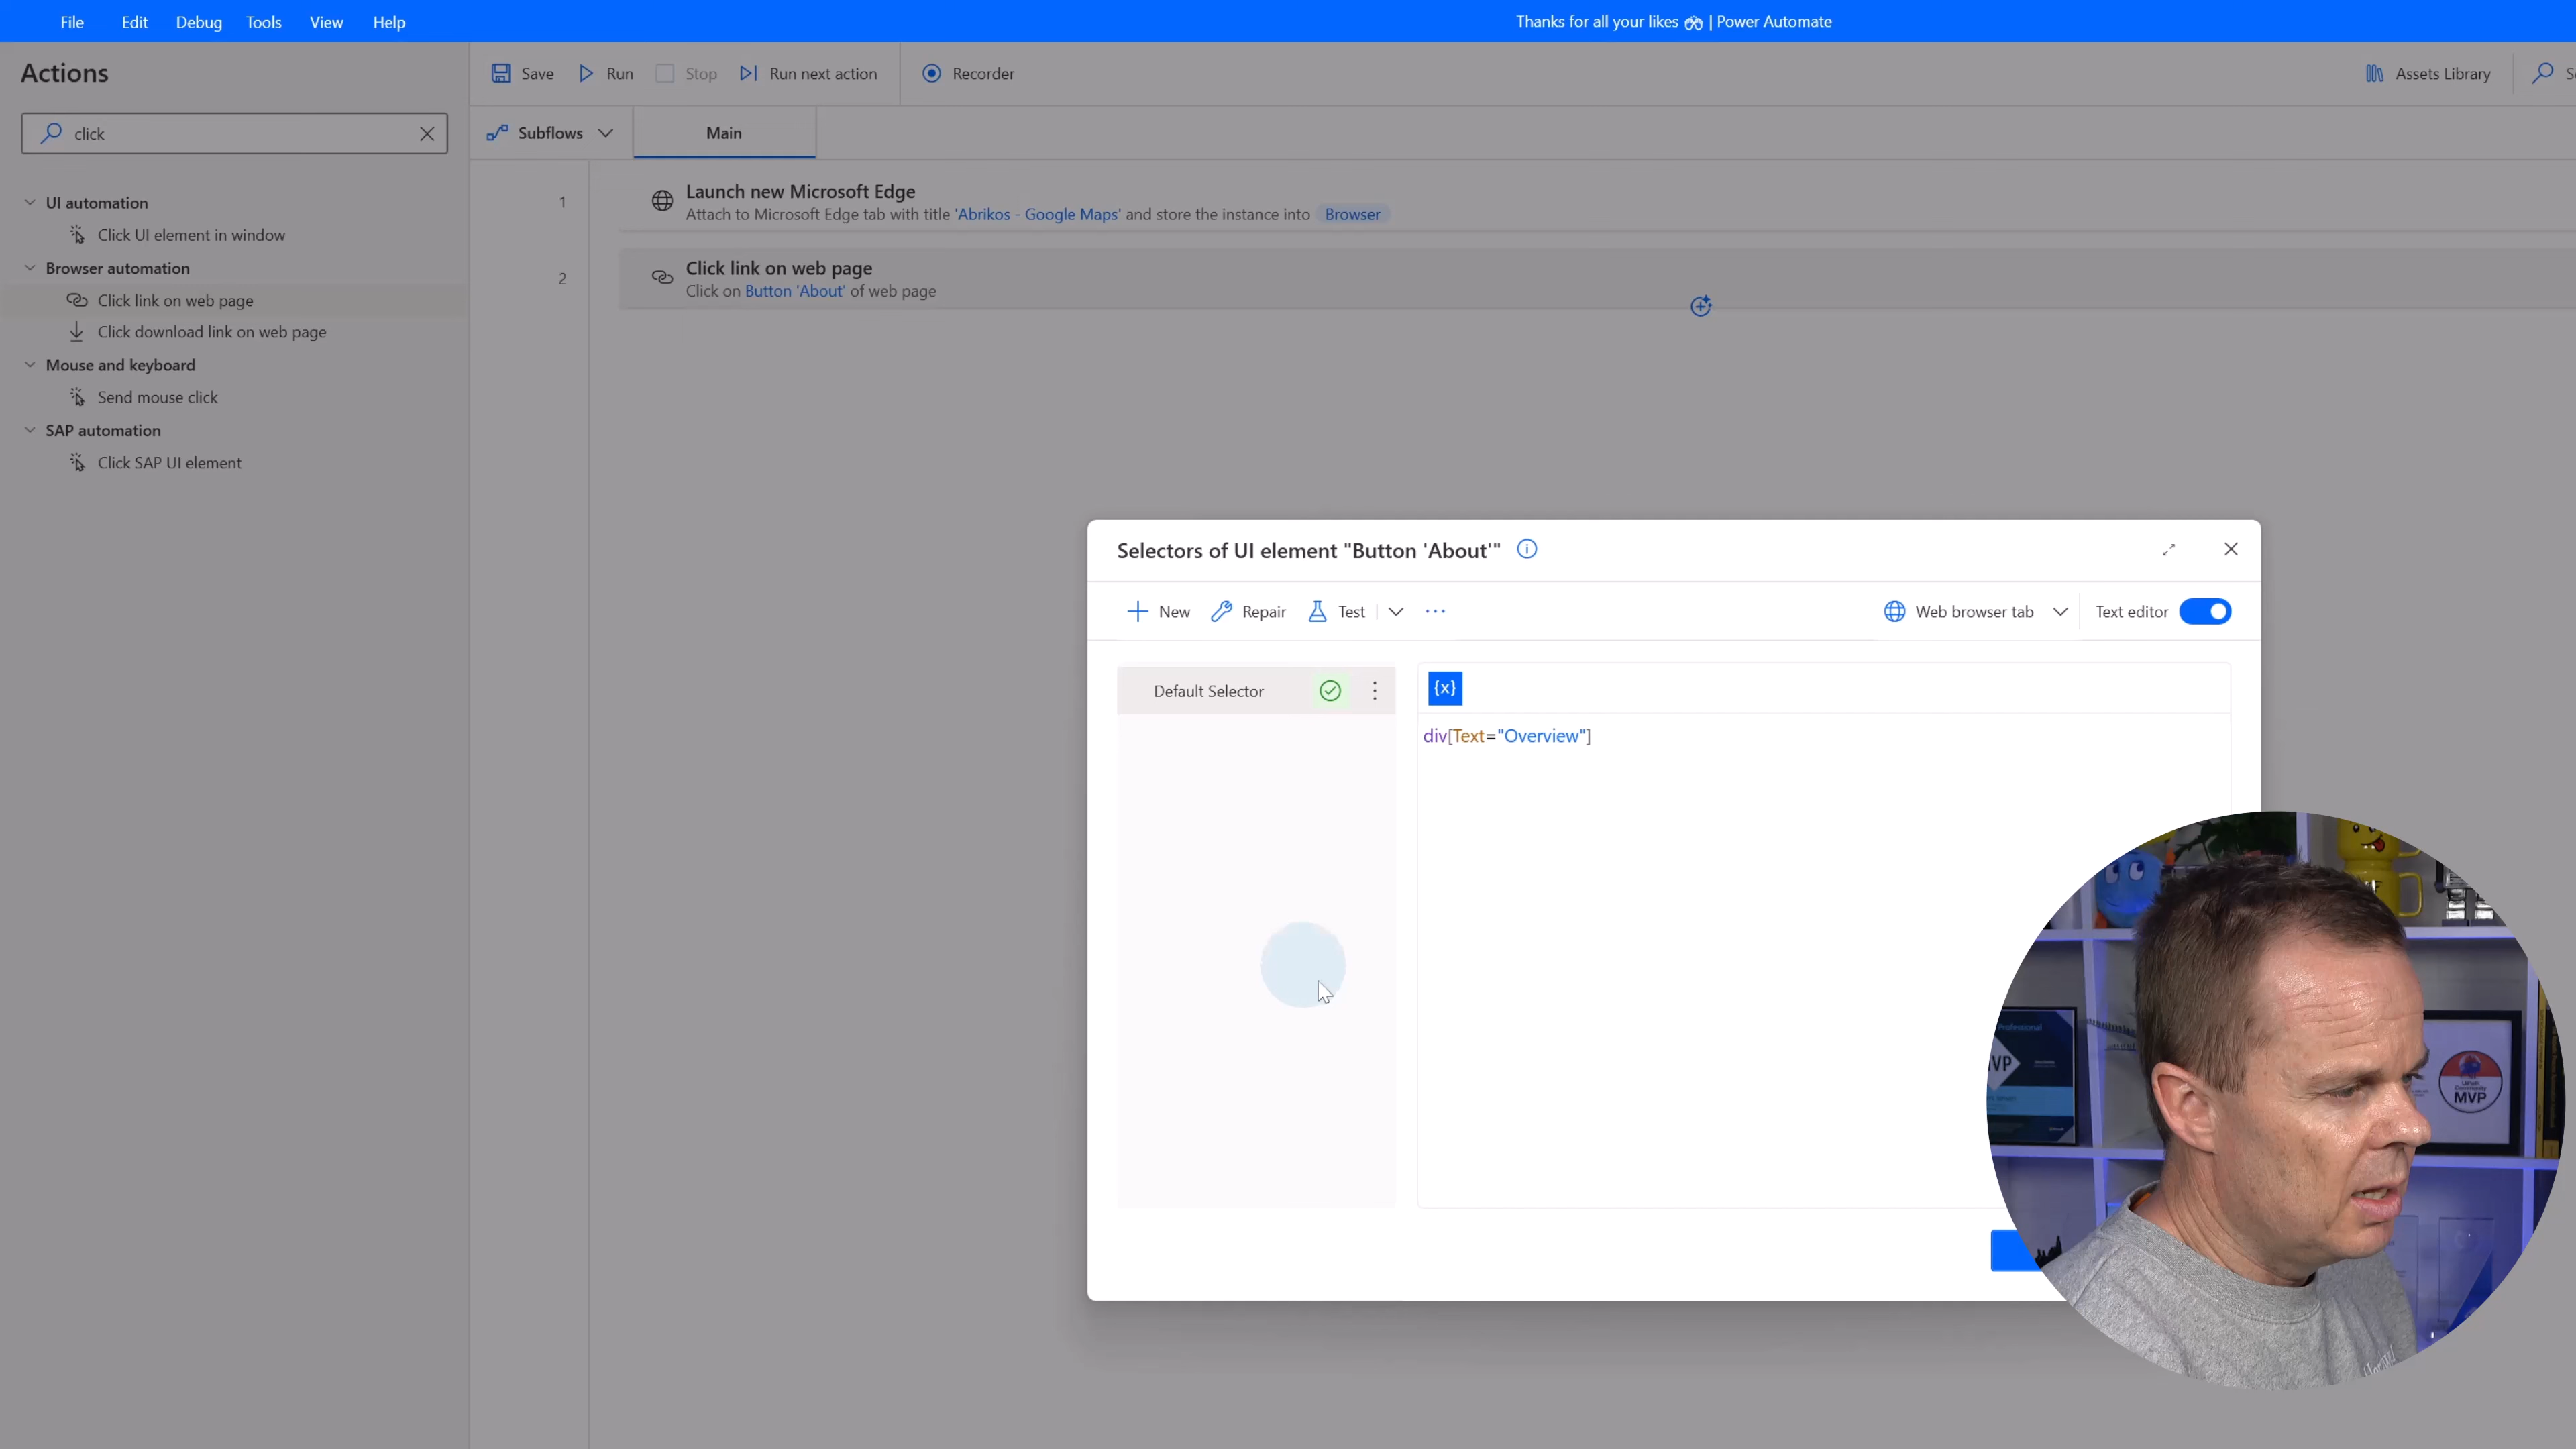 File Edit Debug Tools View Help
Thanks for all your likes | Power Automate
Actions
Save Run Stop Run next action Recorder Assets Library
click
Subflows Main
UI automation
Click UI element in window
Browser automation
Click link on web page
Click download link on web page
Mouse and keyboard
Send mouse click
SAP automation
Click SAP UI element
1
Launch new Microsoft Edge
Attach to Microsoft Edge tab with title 'Abrikos - Google Maps' and store the instance into Browser
2
Click link on web page
Click on Button 'About' of web page
Selectors of UI element "Button 'About'"
New Repair Test Web browser tab Text editor
Default Selector
{x}
div[Text="Overview"]
Professional
MVP